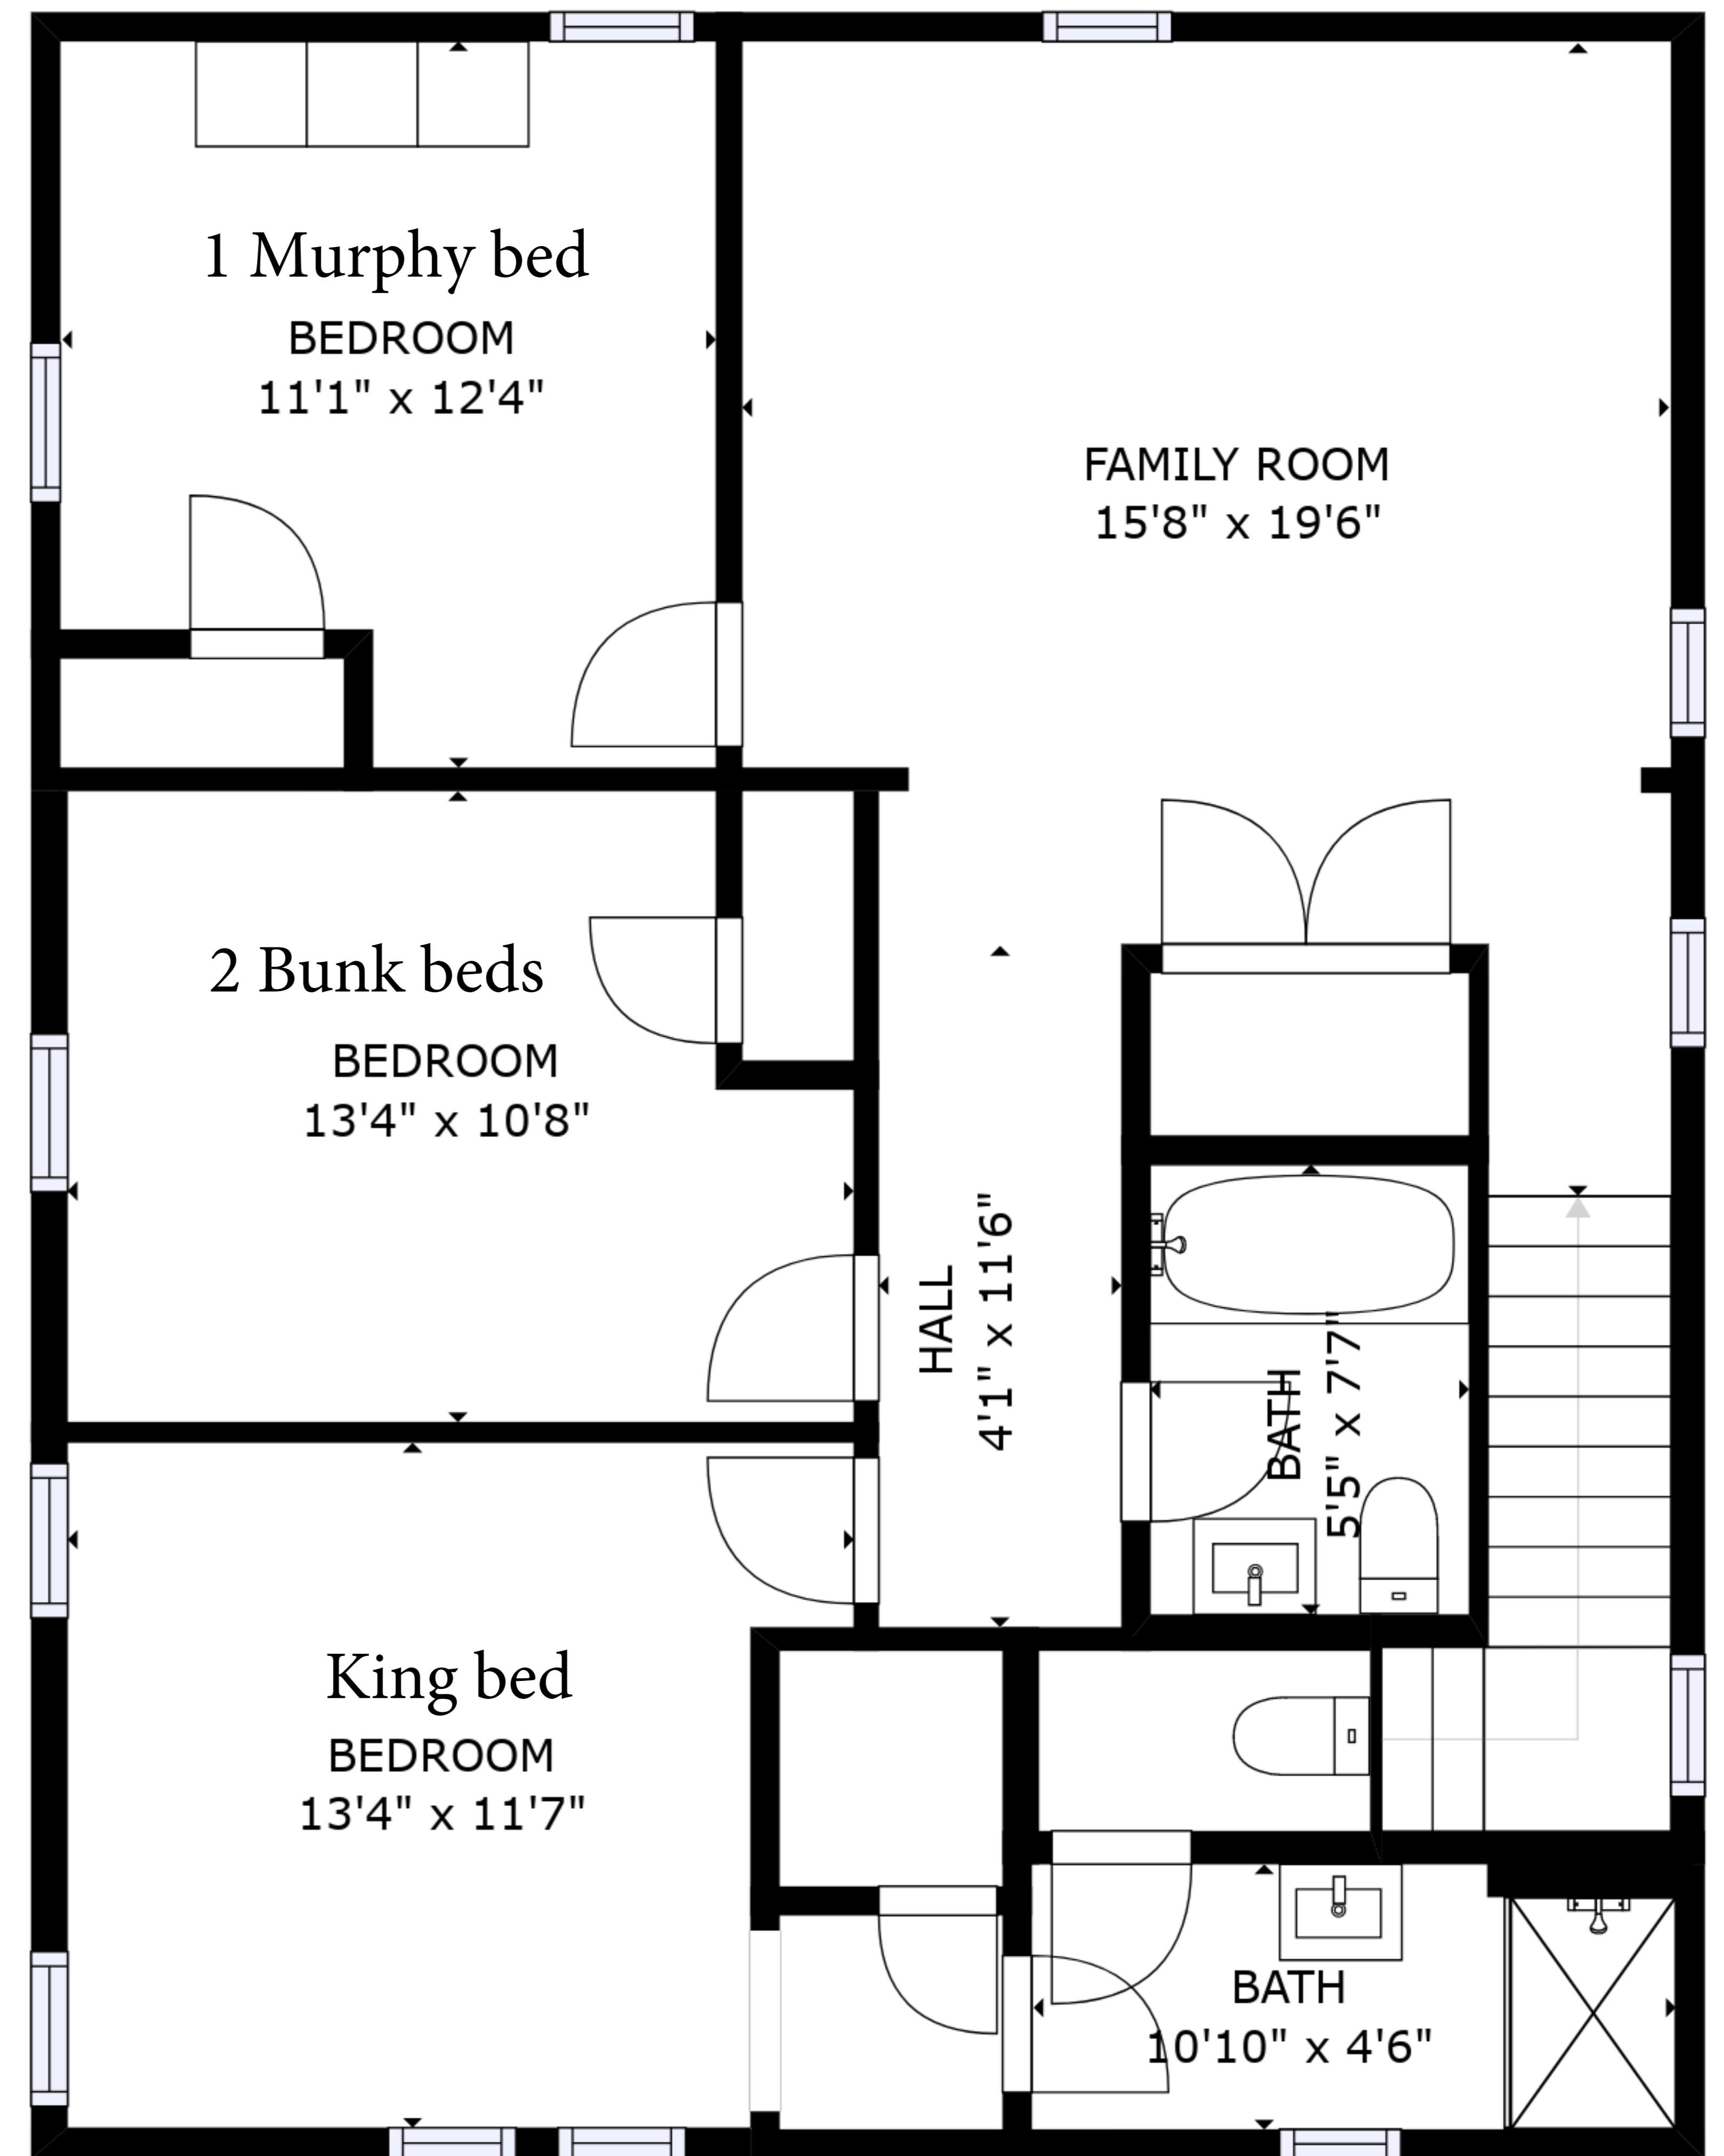 1 Murphy bed
BEDROOM
11'1" x 12'4"
FAMILY ROOM
15'8" x 19'6"
2 Bunk beds
BEDROOM
13'4" x 10'8"
HALL
4'1" x 11'6"
BATH
5'5" x 7'7"
King bed
BEDROOM
13'4" x 11'7"
BATH
10'10" x 4'6"